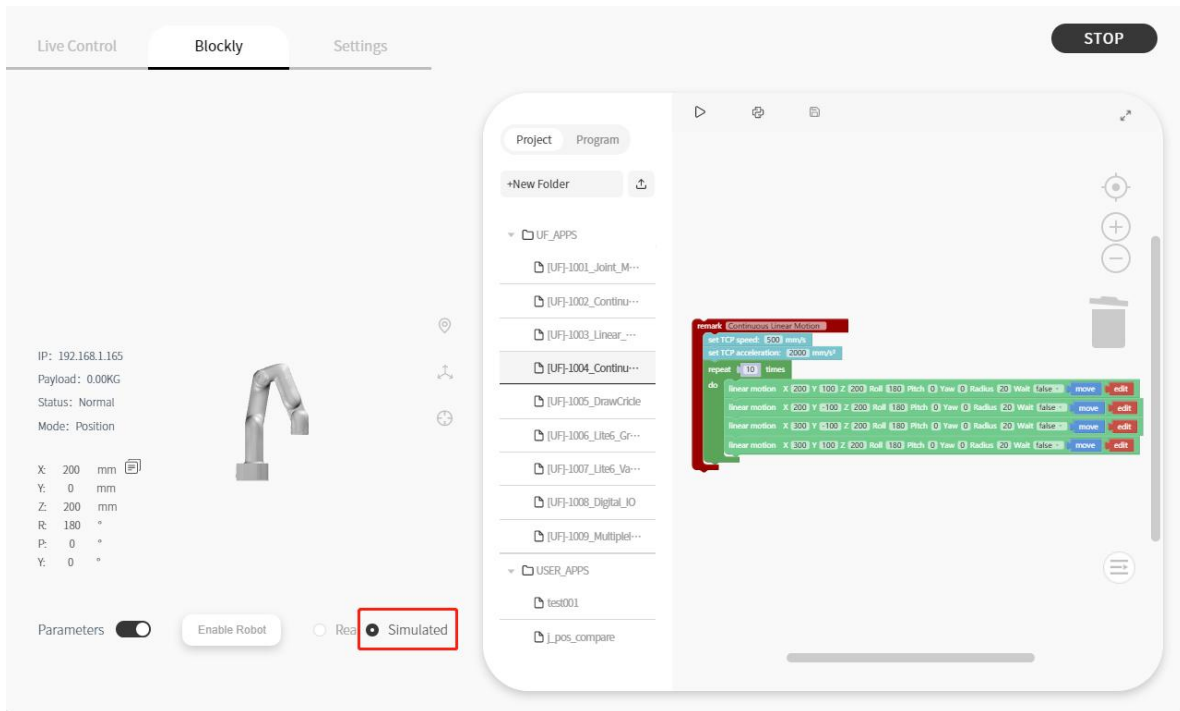 Live Control
Blockly
Settings
STOP
Project
Program
+New Folder
UF_APPS
[UF]-1001_Joint_M···
[UF]-1002_Continu···
[UF]-1003_Linear_···
[UF]-1004_Continu···
[UF]-1005_DrawCricle
[UF]-1006_Lite6_Gr···
[UF]-1007_Lite6_Va···
[UF]-1008_Digital_IO
[UF]-1009_Multiplel···
USER_APPS
test001
j_pos_compare
remark Continuous Linear Motion
set TCP speed: 500 mm/s
set TCP acceleration: 2000 mm/s²
repeat 10 times
do linear motion X 200 Y 100 Z 200 Roll 180 Pitch 0 Yaw 0 Radius 20 Wait false move edit
linear motion X 200 Y -100 Z 200 Roll 180 Pitch 0 Yaw 0 Radius 20 Wait false move edit
linear motion X 300 Y -100 Z 200 Roll 180 Pitch 0 Yaw 0 Radius 20 Wait false move edit
linear motion X 300 Y 100 Z 200 Roll 180 Pitch 0 Yaw 0 Radius 20 Wait false move edit
IP: 192.168.1.165
Payload: 0.00KG
Status: Normal
Mode: Position
X: 200 mm
Y: 0 mm
Z: 200 mm
R: 180 °
P: 0 °
Y: 0 °
Parameters
Enable Robot
Rea
Simulated